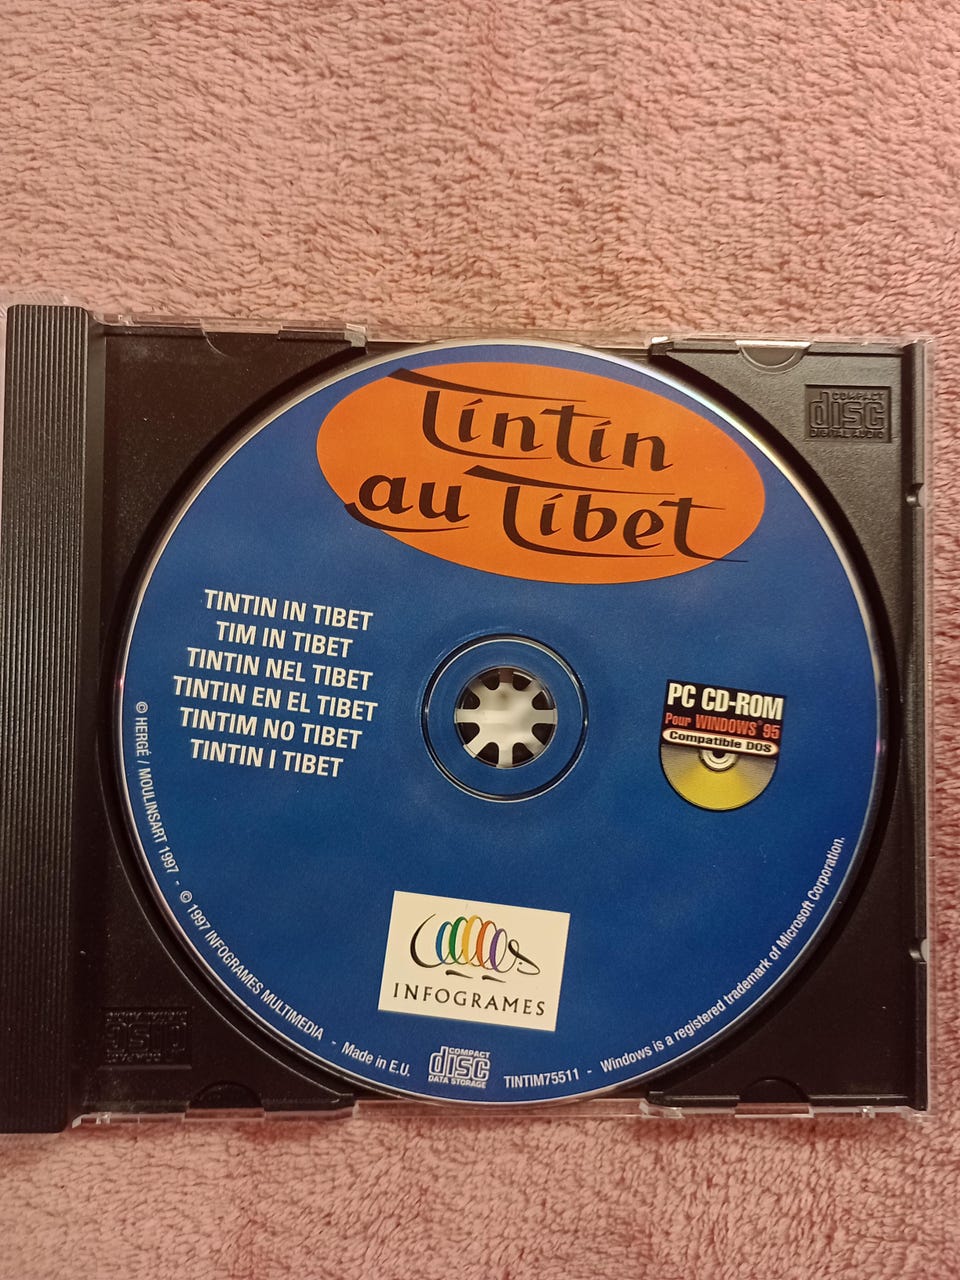 Tintin
au Tibet
COMPACT
disc
DIGITAL AUDIO
TINTIN IN TIBET
TIM IN TIBET
TINTIN NEL TIBET
TINTIN EN EL TIBET
TINTIM NO TIBET
TINTIN I TIBET
PC CD-ROM
Pour WINDOWS® 95
Compatible DOS
INFOGRAMES
© HERGÉ / MOULINSART 1997 - © 1997 INFOGRAMES MULTIMEDIA - Made in E.U.
COMPACT
disc
DATA STORAGE
TINTIM75511 - Windows is a registered trademark of Microsoft Corporation.